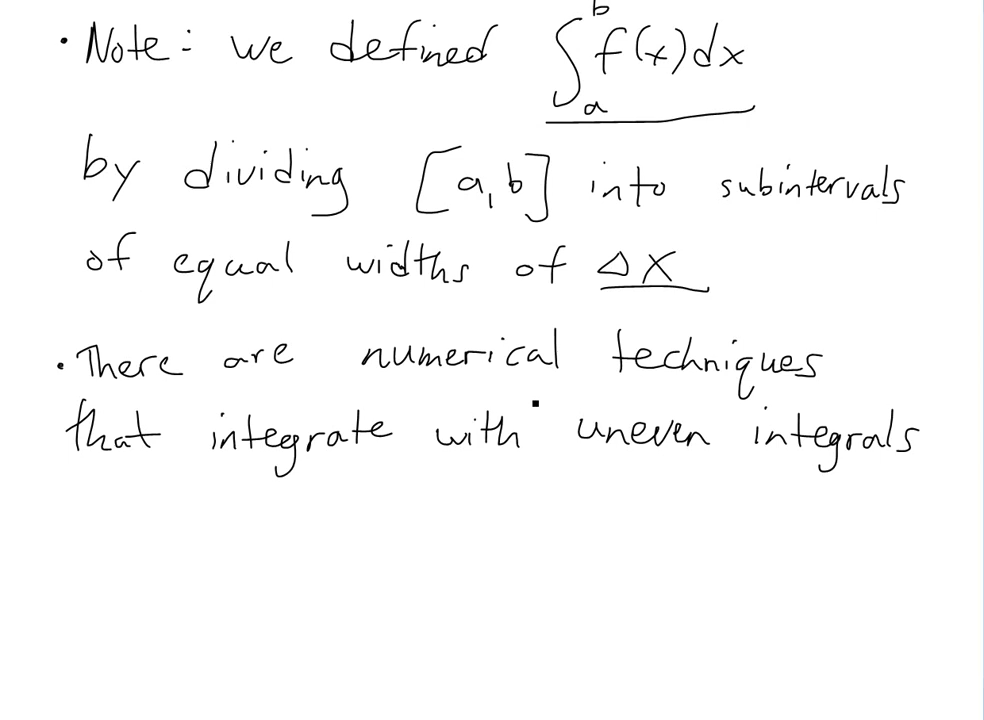 • Note: we defined ∫_a^b f(x)dx
by dividing [a,b] into subintervals
of equal widths of Δx
• There are numerical techniques
that integrate with uneven integrals